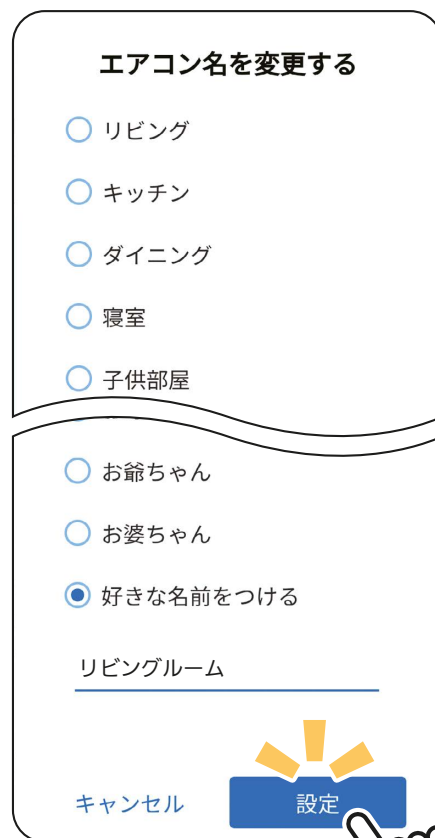 エアコン名を変更する
リビング
キッチン
ダイニング
寝室
子供部屋
お爺ちゃん
お婆ちゃん
好きな名前をつける
リビングルーム
キャンセル
設定